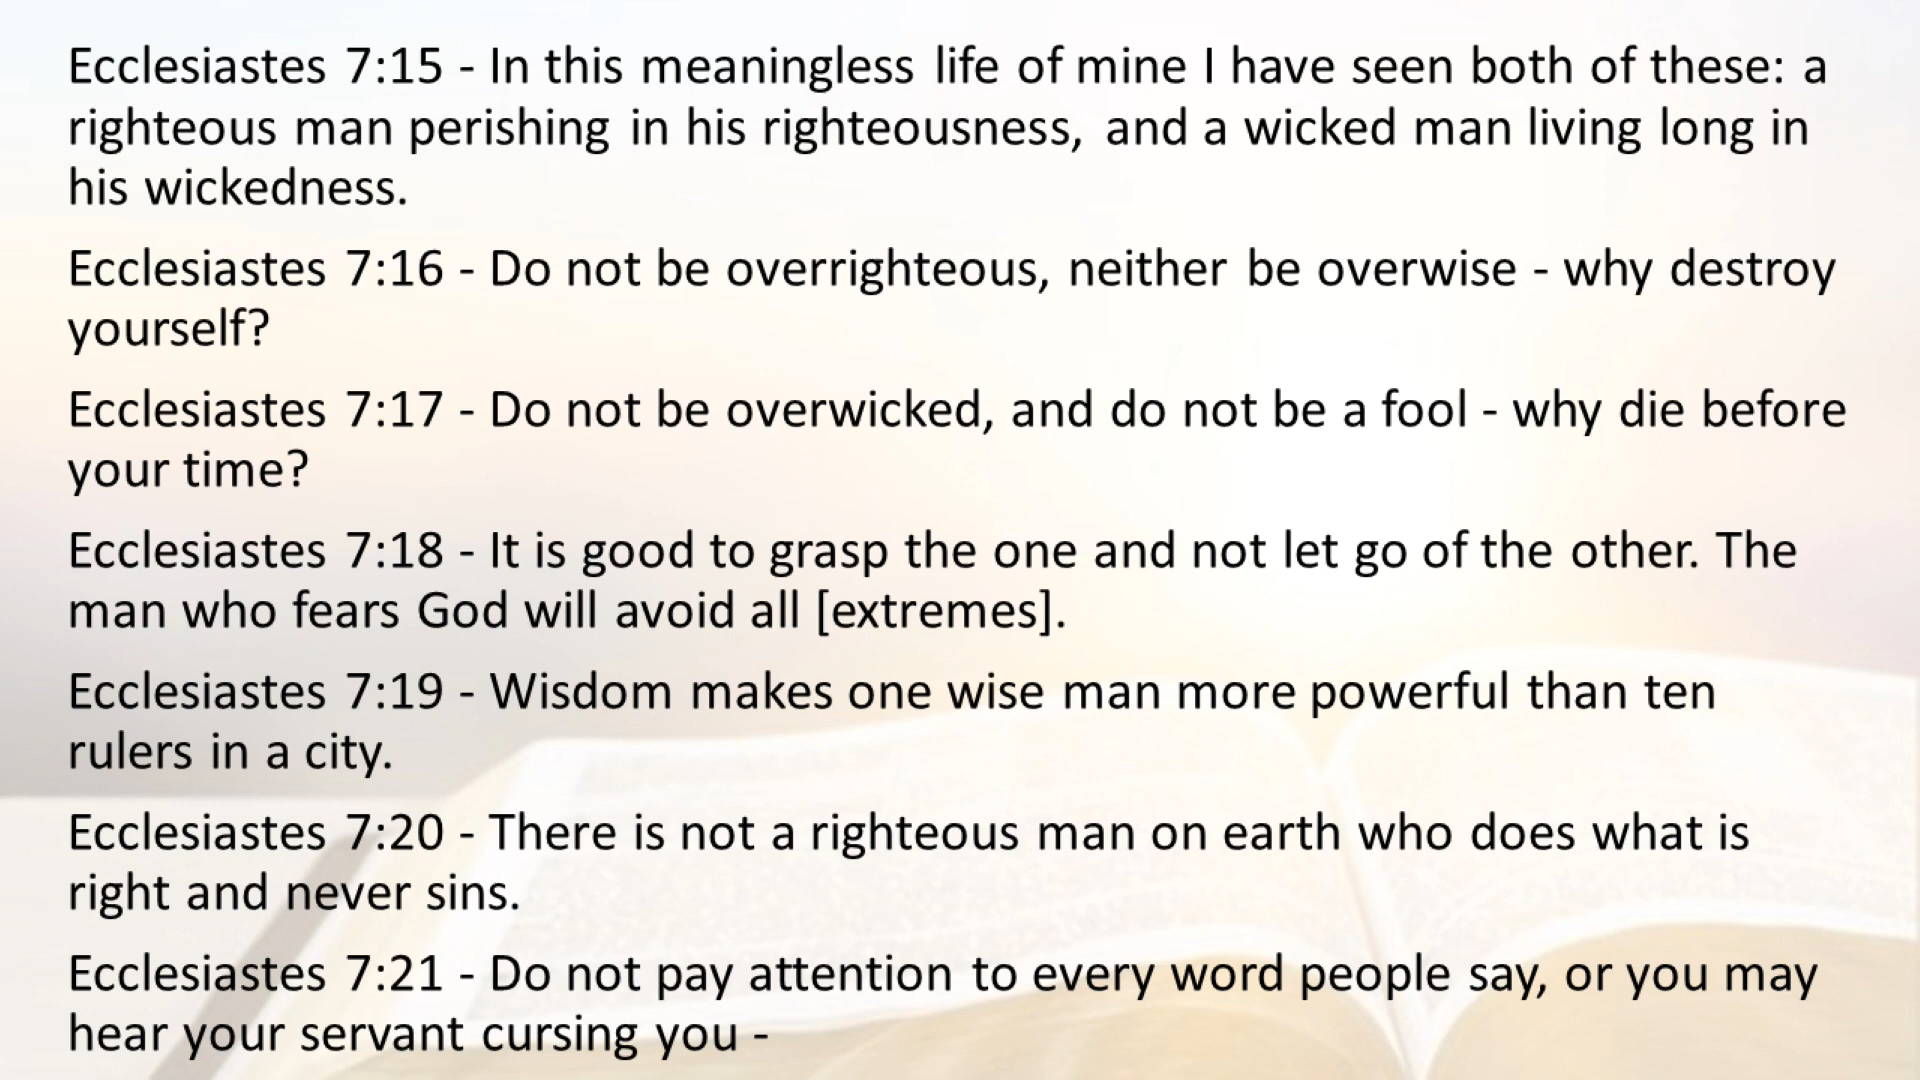 Ecclesiastes 7:15 - In this meaningless life of mine I have seen both of these: a
righteous man perishing in his righteousness, and a wicked man living long in
his wickedness.
Ecclesiastes 7:16 - Do not be overrighteous, neither be overwise - why destroy
yourself?
Ecclesiastes 7:17 - Do not be overwicked, and do not be a fool - why die before
your time?
Ecclesiastes 7:18 - It is good to grasp the one and not let go of the other. The
man who fears God will avoid all [extremes].
Ecclesiastes 7:19 - Wisdom makes one wise man more powerful than ten
rulers in a city.
Ecclesiastes 7:20 - There is not a righteous man on earth who does what is
right and never sins.
Ecclesiastes 7:21 - Do not pay attention to every word people say, or you may
hear your servant cursing you -